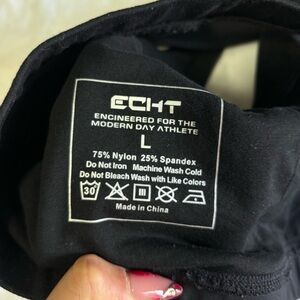 ECHT
ENGINEERED FOR THE
MODERN DAY ATHLETE
L
75% Nylon 25% Spandex
Do Not Iron Machine Wash Cold
Do Not Bleach Wash with Like Colors
30
Made in China